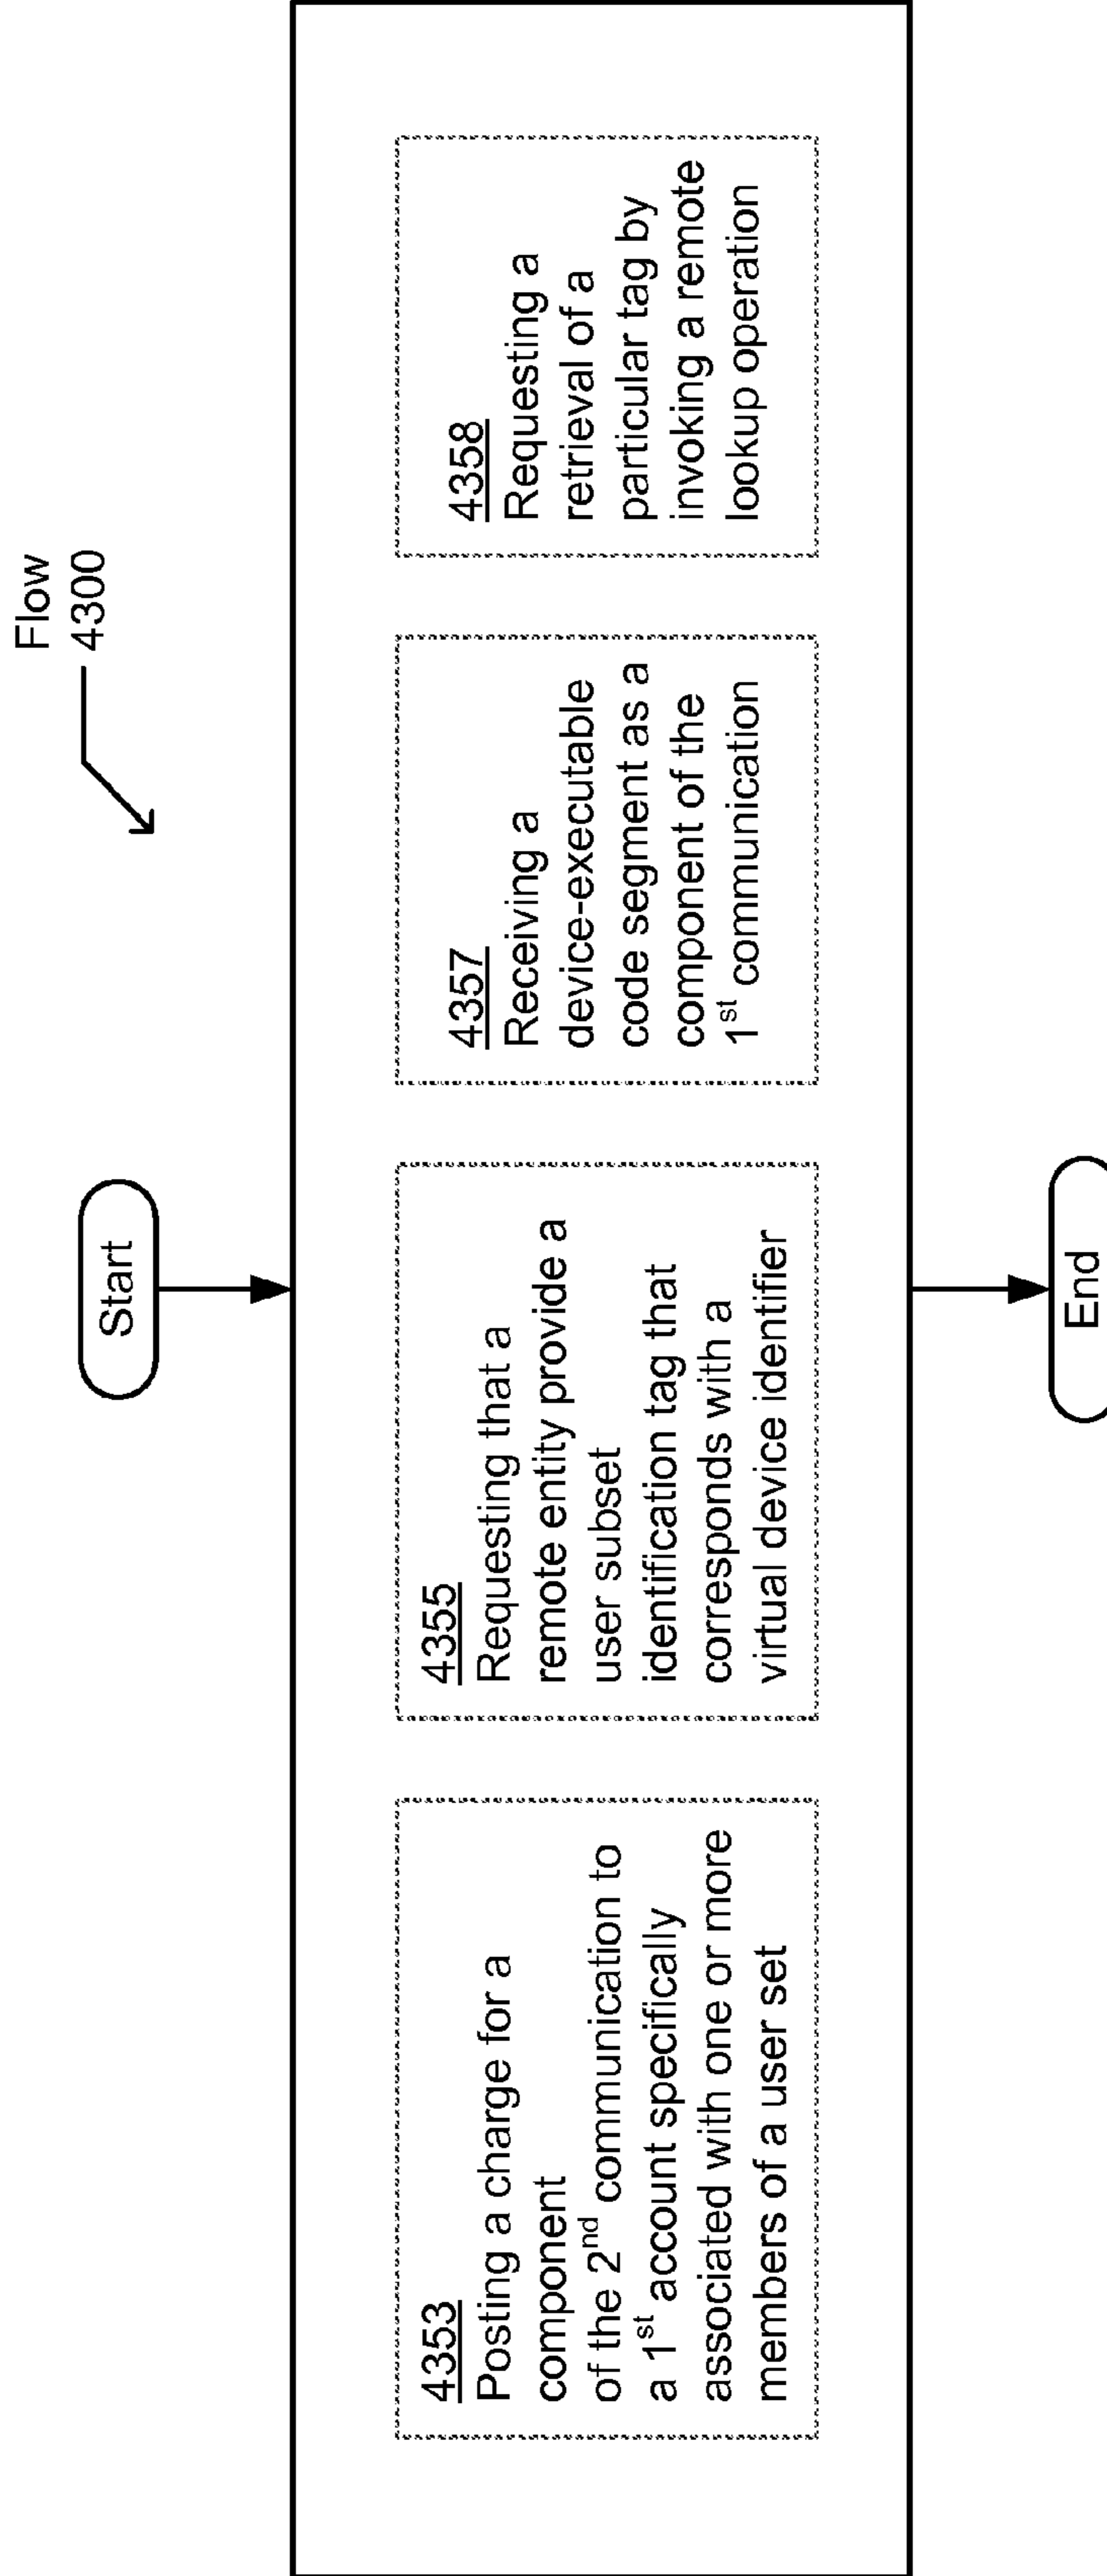 Flow
4300
Start
4353
Posting a charge for a
component
of the 2nd communication to
a 1st account specifically
associated with one or more
members of a user set
4355
Requesting that a
remote entity provide a
user subset
identification tag that
corresponds with a
virtual device identifier
4357
Receiving a
device-executable
code segment as a
component of the
1st communication
4358
Requesting a
retrieval of a
particular tag by
invoking a remote
lookup operation
End